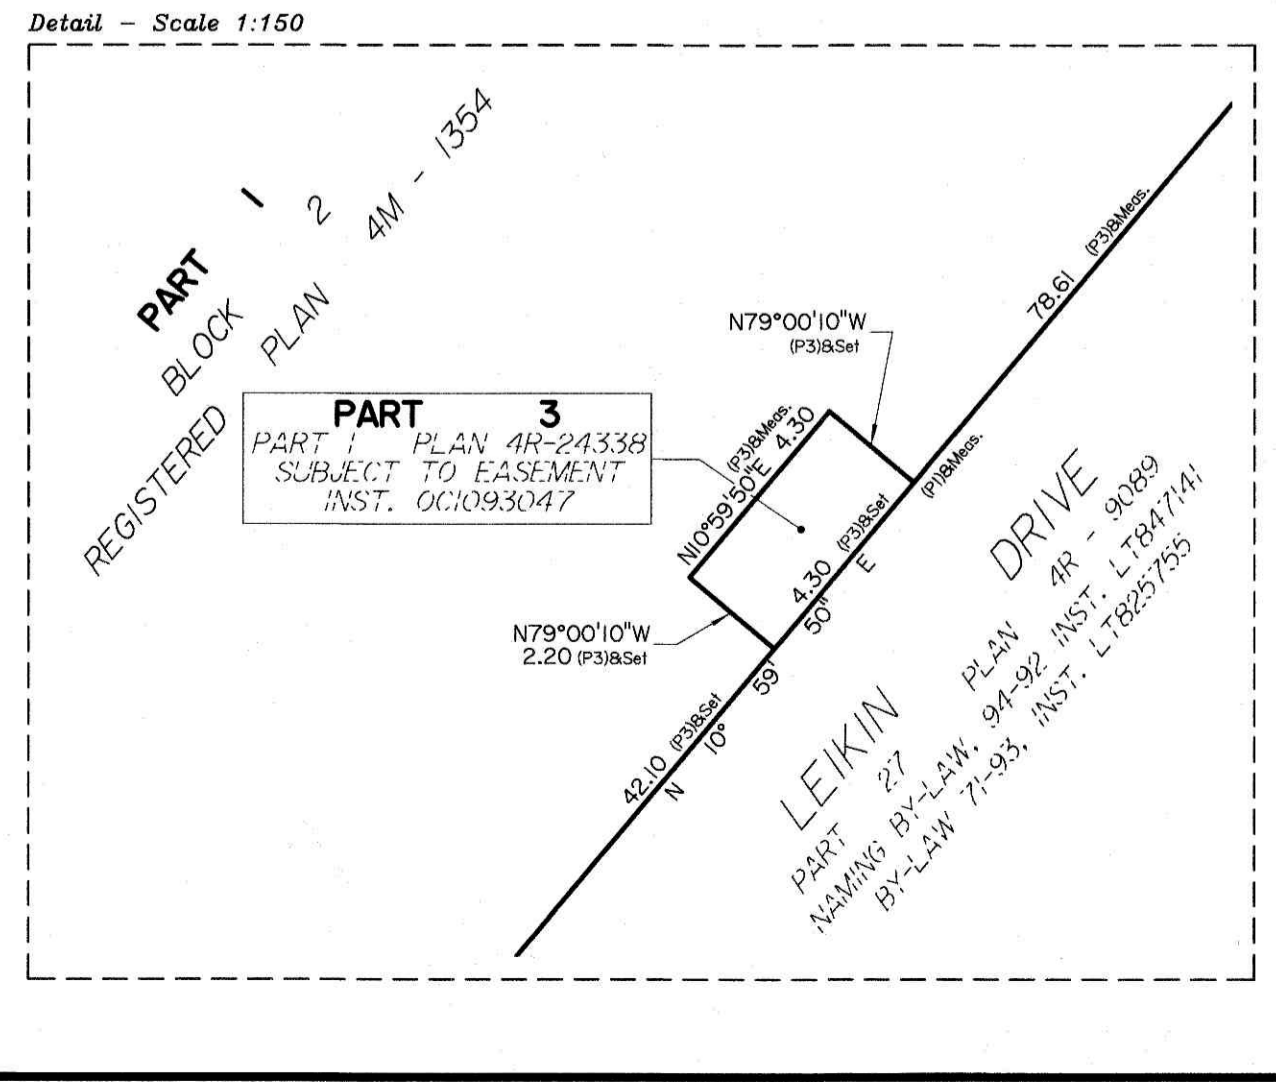 Detail - Scale 1:150
PART 1
BLOCK 2
REGISTERED PLAN 4M - 1354
PART 3
PART 1 PLAN 4R-24338
SUBJECT TO EASEMENT
INST. OC1093047
N79°00'10"W
(P3)&Set
78.61 (P3)&Meas.
(P3)&Meas.
N10°59'50"E 4.30
(P1)&Meas.
4.30 (P3)&Set
N79°00'10"W
2.20 (P3)&Set
42.10 (P3)&Set
N 10° 59' 50" E
LEIKIN DRIVE
PART 27 PLAN 4R - 9089
NAMING BY-LAW, 94-92 INST. LT847141
BY-LAW 71-93, INST. LT825755